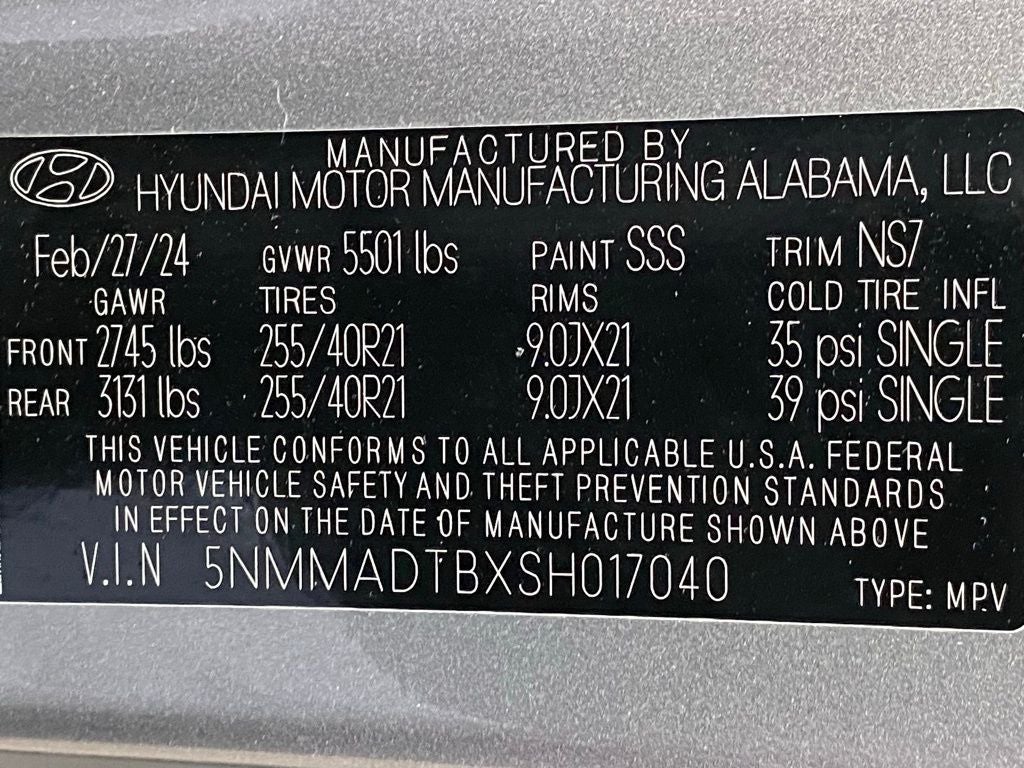 MANUFACTURED BY
HYUNDAI MOTOR MANUFACTURING ALABAMA, LLC
Feb/27/24 GVWR 5501 lbs PAINT SSS TRIM NS7
GAWR TIRES RIMS COLD TIRE INFL
FRONT 2745 lbs 255/40R21 9.0JX21 35 psi SINGLE
REAR 3131 lbs 255/40R21 9.0JX21 39 psi SINGLE
THIS VEHICLE CONFORMS TO ALL APPLICABLE U.S.A. FEDERAL
MOTOR VEHICLE SAFETY AND THEFT PREVENTION STANDARDS
IN EFFECT ON THE DATE OF MANUFACTURE SHOWN ABOVE
V.I.N 5NMMADTBXSH017040 TYPE: MPV